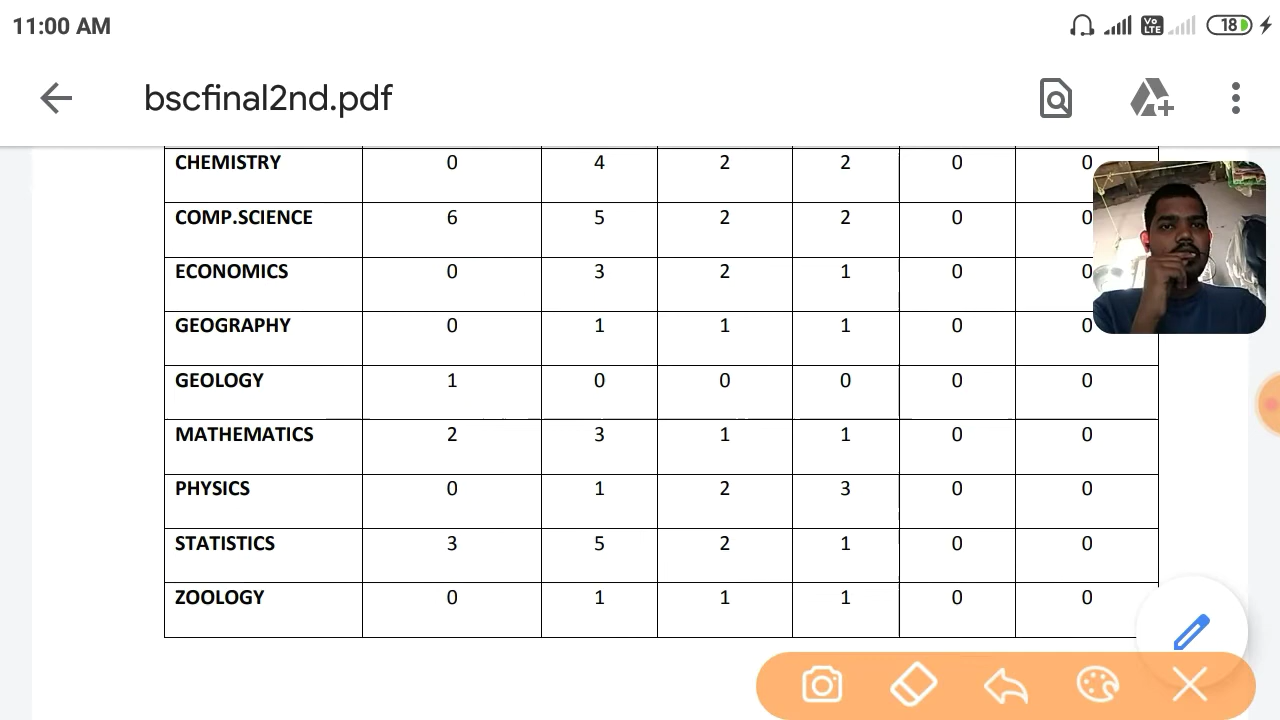 11:00 AM Vo LTE 18
bscfinal2nd.pdf
CHEMISTRY 0 4 2 2 0 0
COMP.SCIENCE 6 5 2 2 0 0
ECONOMICS 0 3 2 1 0 0
GEOGRAPHY 0 1 1 1 0 0
GEOLOGY 1 0 0 0 0 0
MATHEMATICS 2 3 1 1 0 0
PHYSICS 0 1 2 3 0 0
STATISTICS 3 5 2 1 0 0
ZOOLOGY 0 1 1 1 0 0